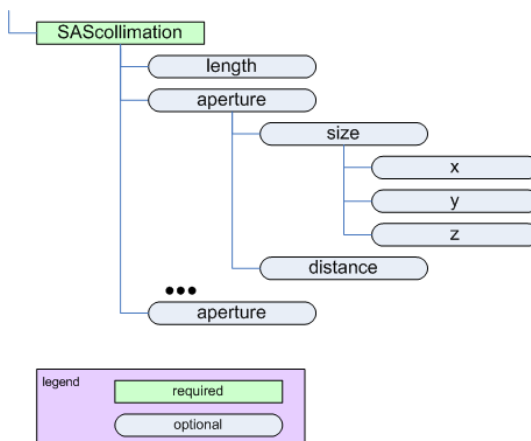 SAScollimation
length
aperture
size
x
y
z
distance
•••
aperture
legend
required
optional